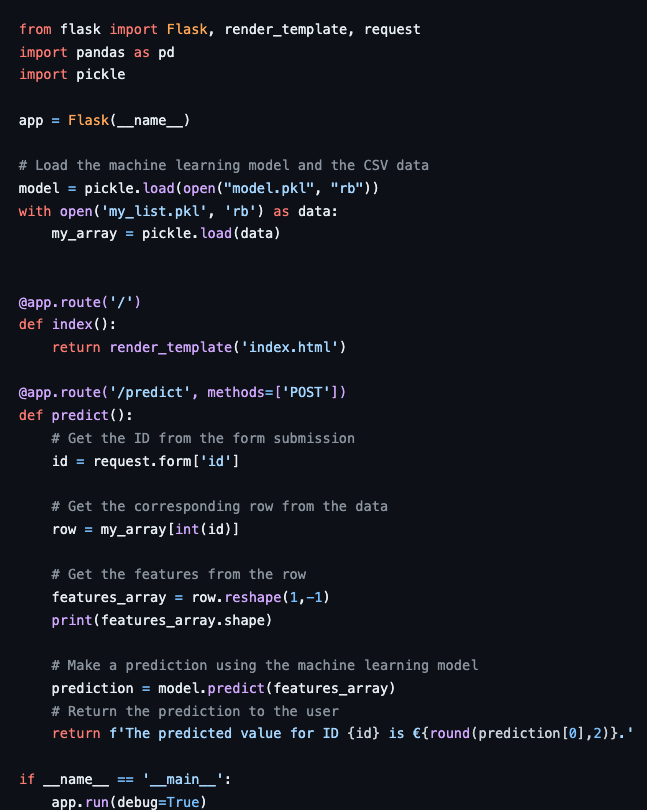 from flask import Flask, render_template, request
import pandas as pd
import pickle

app = Flask(__name__)

# Load the machine learning model and the CSV data
model = pickle.load(open("model.pkl", "rb"))
with open('my_list.pkl', 'rb') as data:
    my_array = pickle.load(data)


@app.route('/')
def index():
    return render_template('index.html')

@app.route('/predict', methods=['POST'])
def predict():
    # Get the ID from the form submission
    id = request.form['id']

    # Get the corresponding row from the data
    row = my_array[int(id)]

    # Get the features from the row
    features_array = row.reshape(1,-1)
    print(features_array.shape)

    # Make a prediction using the machine learning model
    prediction = model.predict(features_array)
    # Return the prediction to the user
    return f'The predicted value for ID {id} is €{round(prediction[0],2)}.'

if __name__ == '__main__':
    app.run(debug=True)